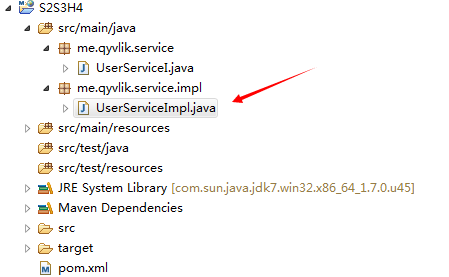 S2S3H4
src/main/java
me.qyvlik.service
UserServiceI.java
me.qyvlik.service.impl
UserServiceImpl.java
src/main/resources
src/test/java
src/test/resources
JRE System Library [com.sun.java.jdk7.win32.x86_64_1.7.0.u45]
Maven Dependencies
src
target
pom.xml